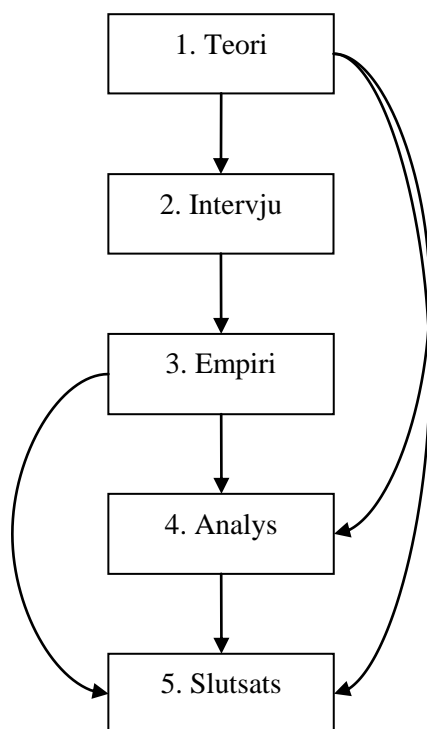 1. Teori
2. Intervju
3. Empiri
4. Analys
5. Slutsats